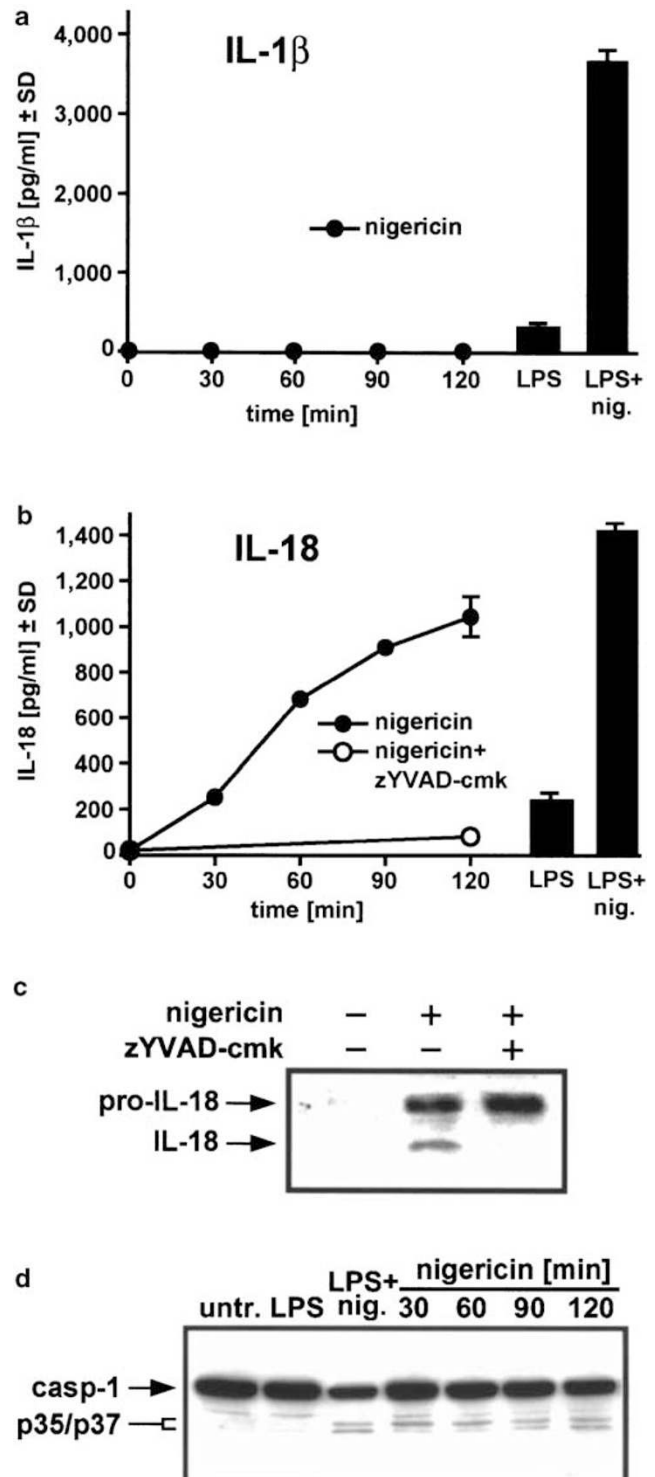 a
IL-1β
IL-1β [pg/ml] ± SD
4,000
3,000
2,000
1,000
0
nigericin
0 30 60 90 120 LPS LPS+
nig.
time [min]
b
IL-18
IL-18 [pg/ml] ± SD
1,400
1,200
1,000
800
600
400
200
0
nigericin
nigericin+
zYVAD-cmk
0 30 60 90 120 LPS LPS+
nig.
time [min]
c
nigericin − + +
zYVAD-cmk − − +
pro-IL-18
IL-18
d
LPS+ nigericin [min]
untr. LPS nig. 30 60 90 120
casp-1
p35/p37